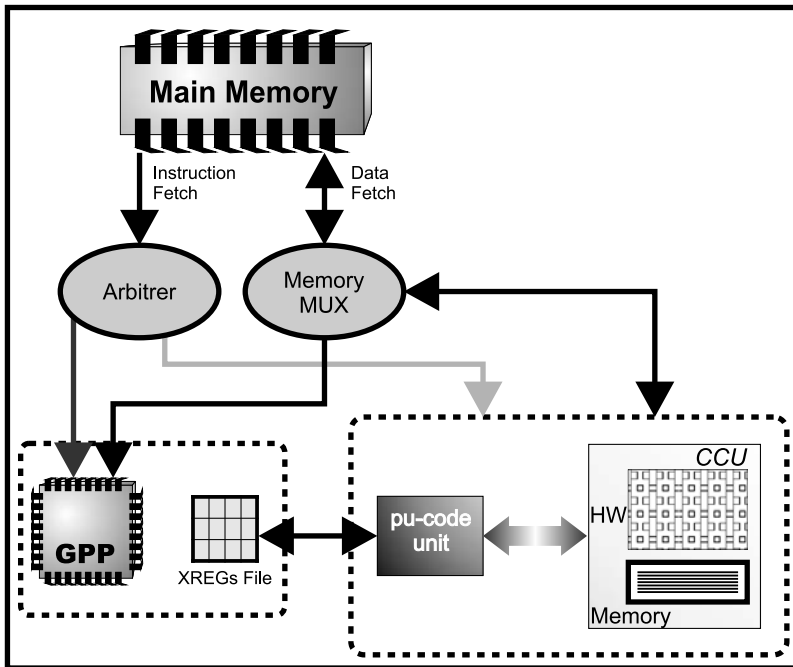 Main Memory
Instruction
Fetch
Data
Fetch
Arbitrer
Memory
MUX
CCU
HW
pu-code
unit
GPP
XREGs File
Memory